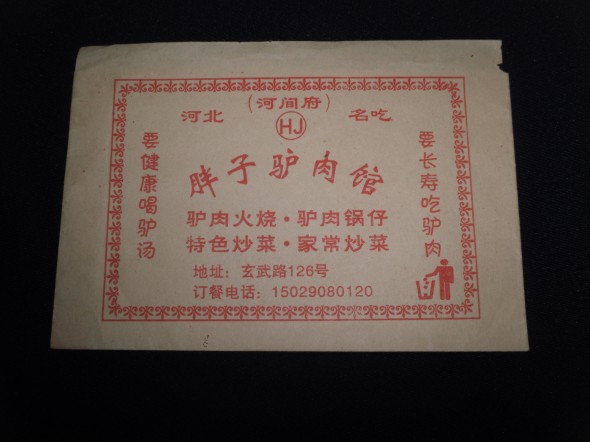 （河间府）
河北 HJ 名吃
胖子驴肉馆
要健康喝驴汤
要长寿吃驴肉
驴肉火烧·驴肉锅仔
特色炒菜·家常炒菜
地址：玄武路126号
订餐电话：15029080120